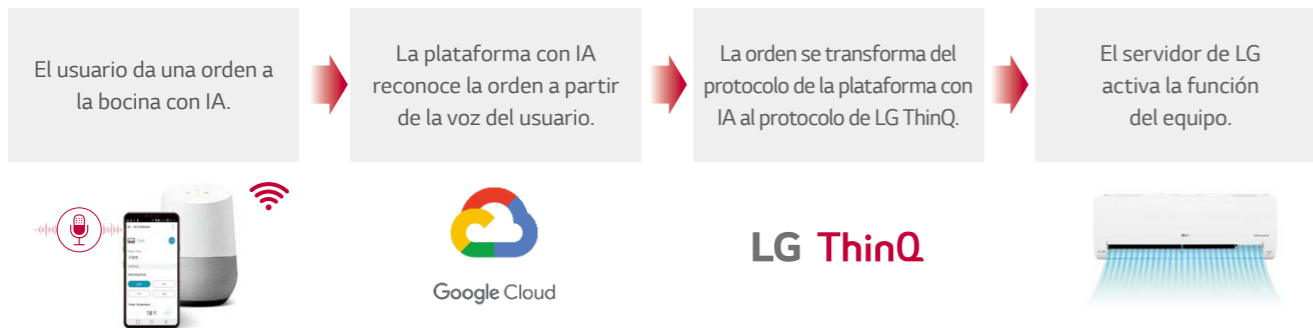 El usuario da una orden a
la bocina con IA.
La plataforma con IA
reconoce la orden a partir
de la voz del usuario.
La orden se transforma del
protocolo de la plataforma con
IA al protocolo de LG ThinQ.
El servidor de LG
activa la función
del equipo.
Google Cloud
LG ThinQ